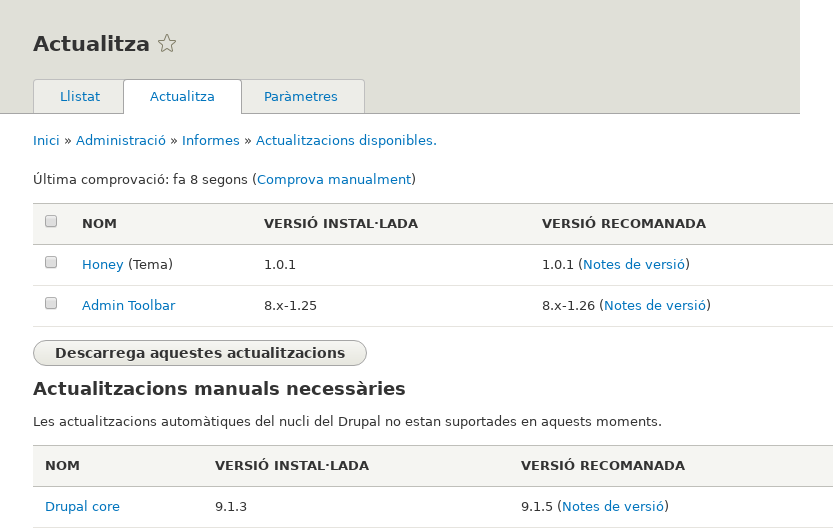 Actualitza
Llistat Actualitza Paràmetres
Inici » Administració » Informes » Actualitzacions disponibles.
Última comprovació: fa 8 segons (Comprova manualment)
NOM VERSIÓ INSTAL·LADA VERSIÓ RECOMANADA
Honey (Tema) 1.0.1 1.0.1 (Notes de versió)
Admin Toolbar 8.x-1.25 8.x-1.26 (Notes de versió)
Descarrega aquestes actualitzacions
Actualitzacions manuals necessàries
Les actualitzacions automàtiques del nucli del Drupal no estan suportades en aquests moments.
NOM VERSIÓ INSTAL·LADA VERSIÓ RECOMANADA
Drupal core 9.1.3 9.1.5 (Notes de versió)